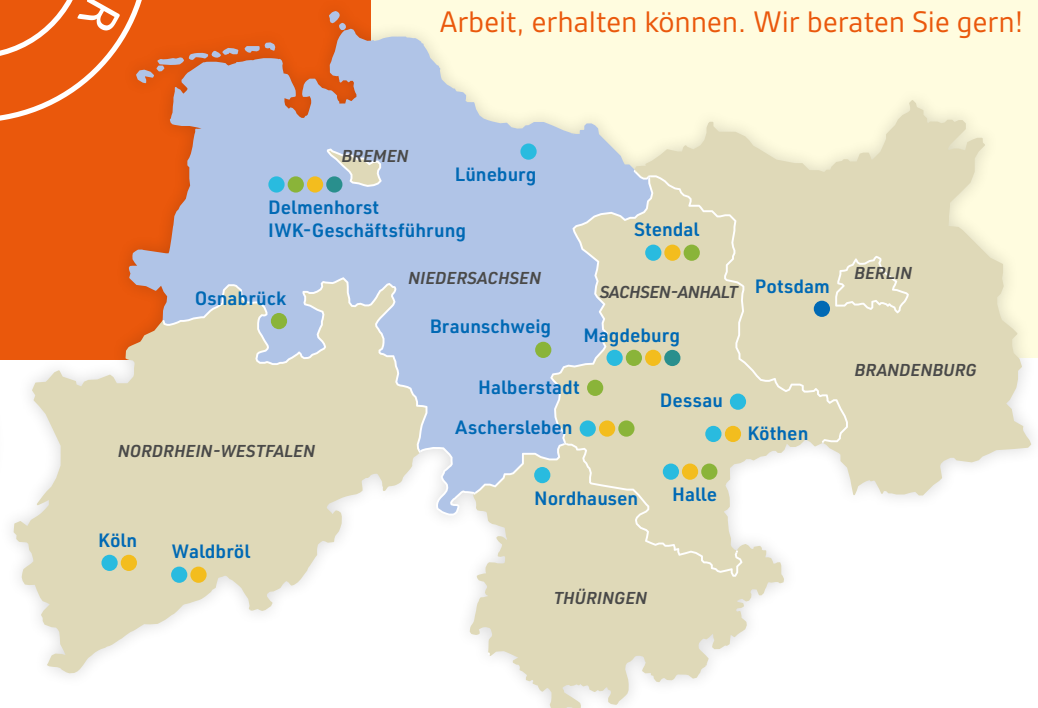 R
Arbeit, erhalten können. Wir beraten Sie gern!
BREMEN
Lüneburg
Delmenhorst
IWK-Geschäftsführung
Stendal
NIEDERSACHSEN
SACHSEN-ANHALT
Potsdam
BERLIN
Osnabrück
Braunschweig
Magdeburg
BRANDENBURG
Halberstadt
Dessau
Aschersleben
Köthen
NORDRHEIN-WESTFALEN
Nordhausen
Halle
Köln
Waldbröl
THÜRINGEN